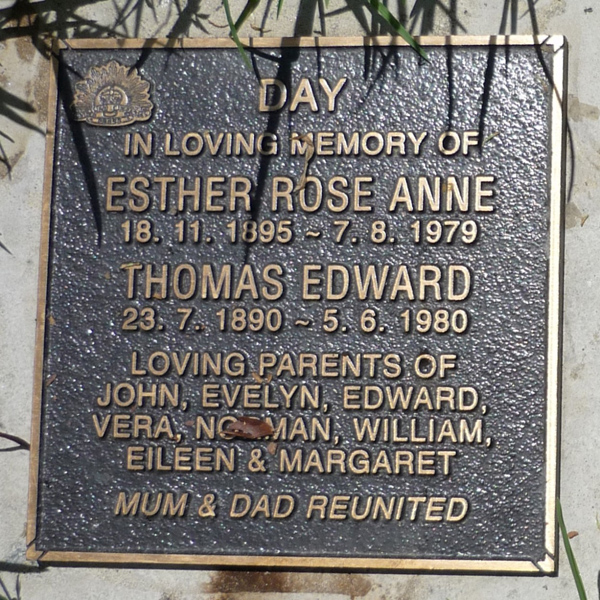 DAY
IN LOVING MEMORY OF
ESTHER ROSE ANNE
18. 11. 1895 ~ 7. 8. 1979
THOMAS EDWARD
23. 7. 1890 ~ 5. 6. 1980
LOVING PARENTS OF
JOHN, EVELYN, EDWARD,
VERA, NORMAN, WILLIAM,
EILEEN & MARGARET
MUM & DAD REUNITED